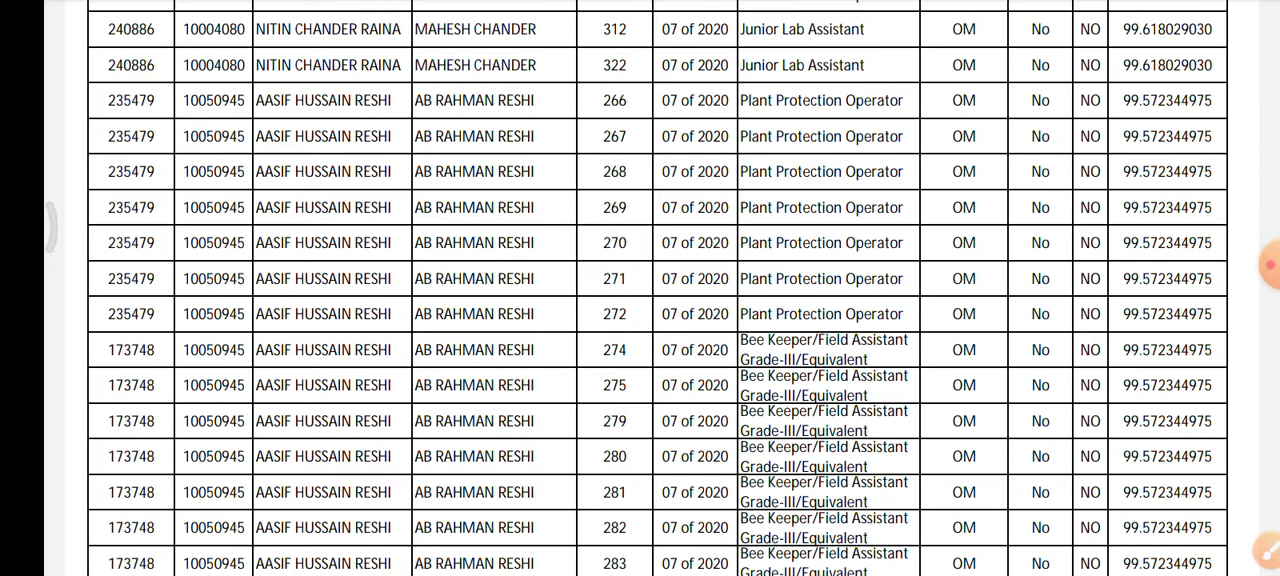 240886 10004080 NITIN CHANDER RAINA MAHESH CHANDER 312 07 of 2020 Junior Lab Assistant OM No NO 99.618029030
240886 10004080 NITIN CHANDER RAINA MAHESH CHANDER 322 07 of 2020 Junior Lab Assistant OM No NO 99.618029030
235479 10050945 AASIF HUSSAIN RESHI AB RAHMAN RESHI 266 07 of 2020 Plant Protection Operator OM No NO 99.572344975
235479 10050945 AASIF HUSSAIN RESHI AB RAHMAN RESHI 267 07 of 2020 Plant Protection Operator OM No NO 99.572344975
235479 10050945 AASIF HUSSAIN RESHI AB RAHMAN RESHI 268 07 of 2020 Plant Protection Operator OM No NO 99.572344975
235479 10050945 AASIF HUSSAIN RESHI AB RAHMAN RESHI 269 07 of 2020 Plant Protection Operator OM No NO 99.572344975
235479 10050945 AASIF HUSSAIN RESHI AB RAHMAN RESHI 270 07 of 2020 Plant Protection Operator OM No NO 99.572344975
235479 10050945 AASIF HUSSAIN RESHI AB RAHMAN RESHI 271 07 of 2020 Plant Protection Operator OM No NO 99.572344975
235479 10050945 AASIF HUSSAIN RESHI AB RAHMAN RESHI 272 07 of 2020 Plant Protection Operator OM No NO 99.572344975
173748 10050945 AASIF HUSSAIN RESHI AB RAHMAN RESHI 274 07 of 2020 Bee Keeper/Field Assistant Grade-III/Equivalent OM No NO 99.572344975
173748 10050945 AASIF HUSSAIN RESHI AB RAHMAN RESHI 275 07 of 2020 Bee Keeper/Field Assistant Grade-III/Equivalent OM No NO 99.572344975
173748 10050945 AASIF HUSSAIN RESHI AB RAHMAN RESHI 279 07 of 2020 Bee Keeper/Field Assistant Grade-III/Equivalent OM No NO 99.572344975
173748 10050945 AASIF HUSSAIN RESHI AB RAHMAN RESHI 280 07 of 2020 Bee Keeper/Field Assistant Grade-III/Equivalent OM No NO 99.572344975
173748 10050945 AASIF HUSSAIN RESHI AB RAHMAN RESHI 281 07 of 2020 Bee Keeper/Field Assistant Grade-III/Equivalent OM No NO 99.572344975
173748 10050945 AASIF HUSSAIN RESHI AB RAHMAN RESHI 282 07 of 2020 Bee Keeper/Field Assistant Grade-III/Equivalent OM No NO 99.572344975
173748 10050945 AASIF HUSSAIN RESHI AB RAHMAN RESHI 283 07 of 2020 Bee Keeper/Field Assistant Grade-III/Equivalent OM No NO 99.572344975